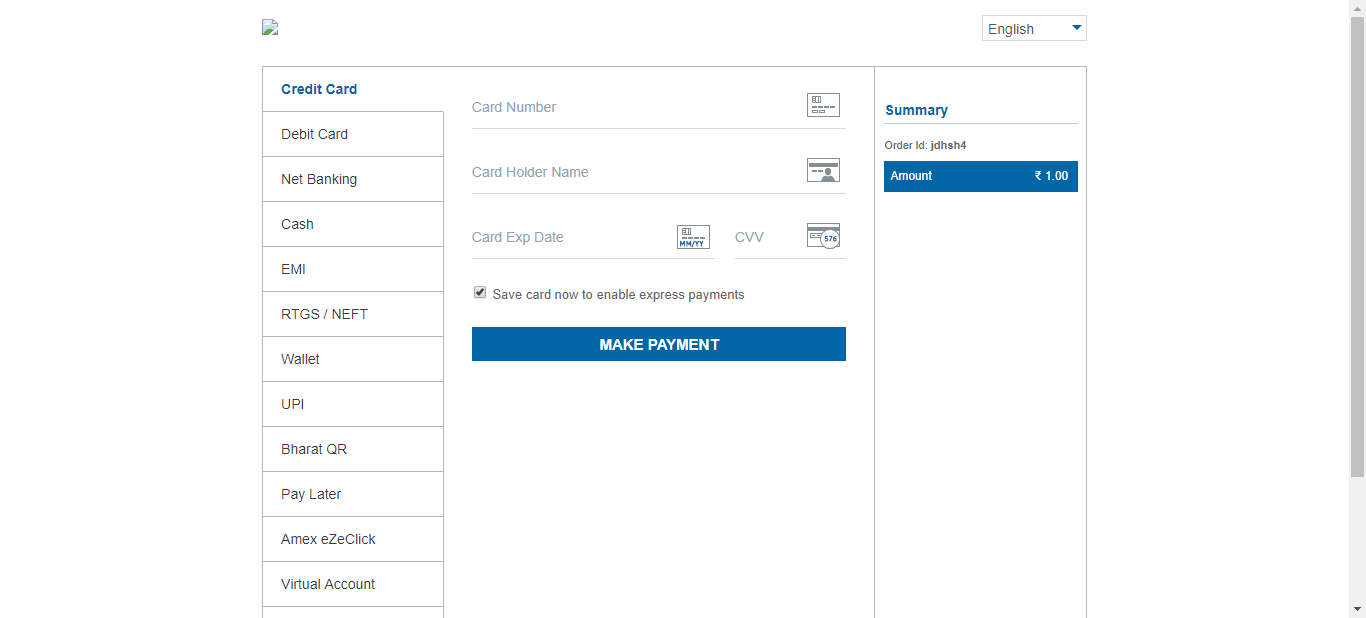 English
Credit Card
Debit Card
Net Banking
Cash
EMI
RTGS / NEFT
Wallet
UPI
Bharat QR
Pay Later
Amex eZeClick
Virtual Account
Card Number
Card Holder Name
Card Exp Date
MM/YY
CVV
576
Save card now to enable express payments
MAKE PAYMENT
Summary
Order Id: jdhsh4
Amount ₹ 1.00